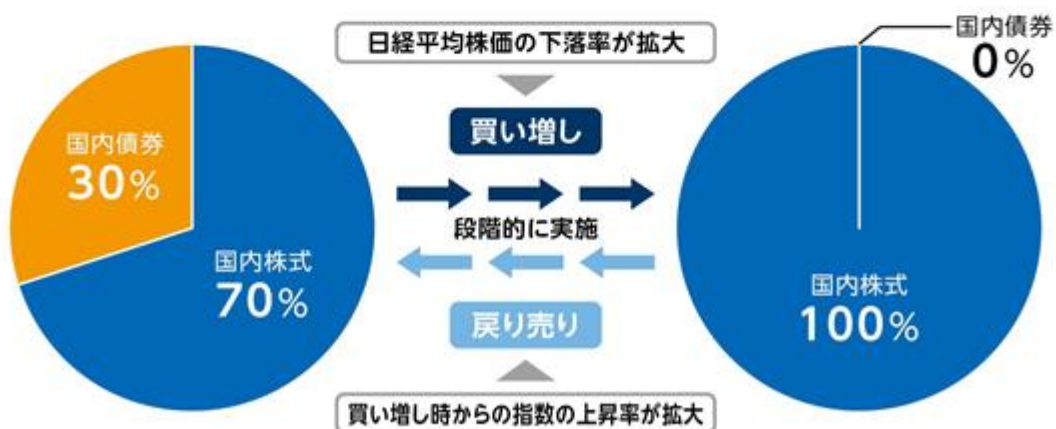 日経平均株価の下落率が拡大
国内債券
0%
買い増し
国内債券
30%
段階的に実施
国内株式
70%
国内株式
100%
戻り売り
買い増し時からの指数の上昇率が拡大